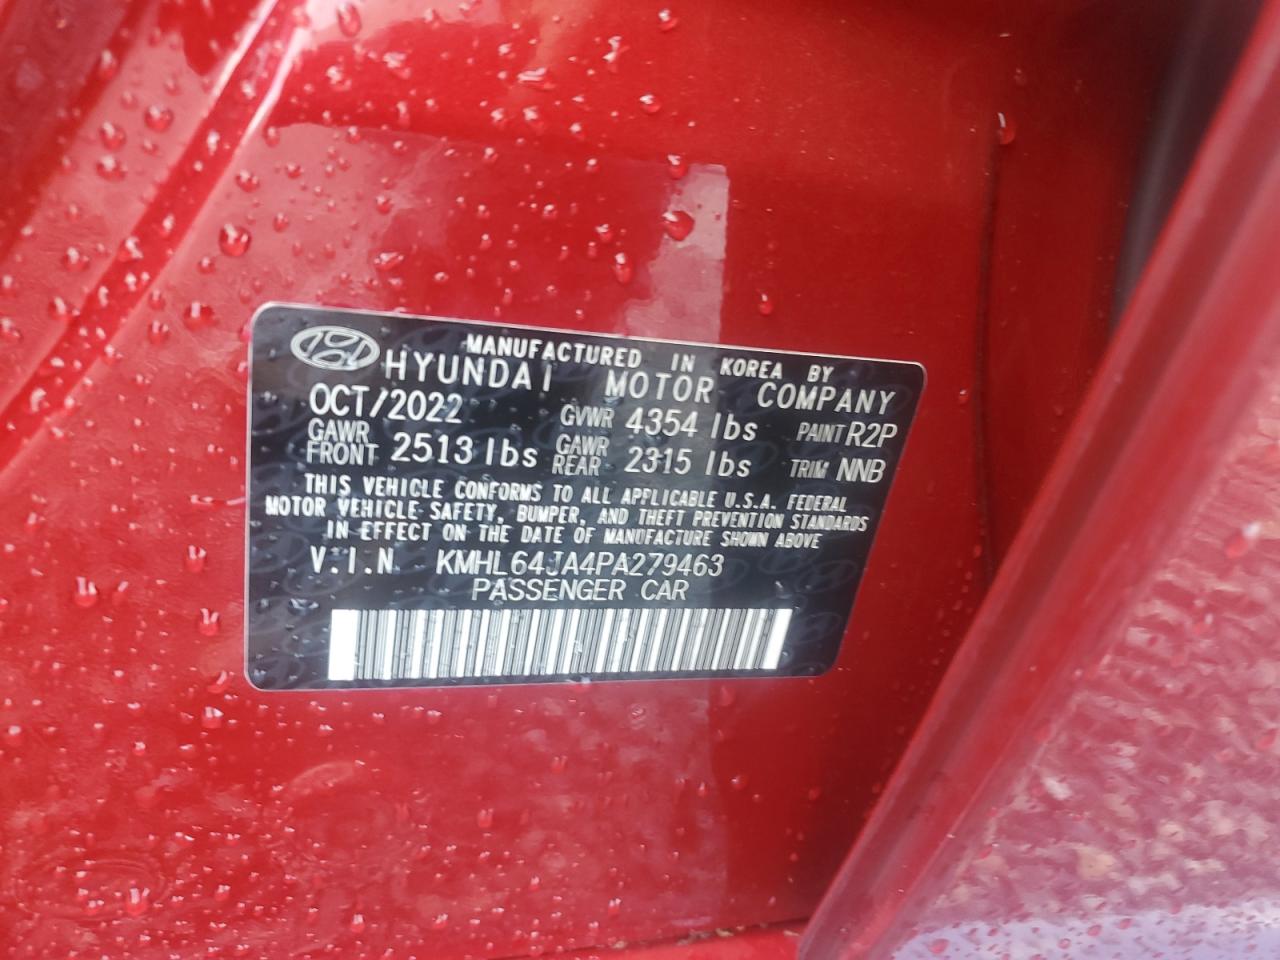 MANUFACTURED IN KOREA BY
HYUNDAI MOTOR COMPANY
OCT/2022 GVWR 4354 lbs PAINT R2P
GAWR FRONT 2513 lbs GAWR REAR 2315 lbs TRIM NNB
THIS VEHICLE CONFORMS TO ALL APPLICABLE U.S.A. FEDERAL
MOTOR VEHICLE SAFETY, BUMPER, AND THEFT PREVENTION STANDARDS
IN EFFECT ON THE DATE OF MANUFACTURE SHOWN ABOVE
V.I.N KMHL64JA4PA279463
PASSENGER CAR